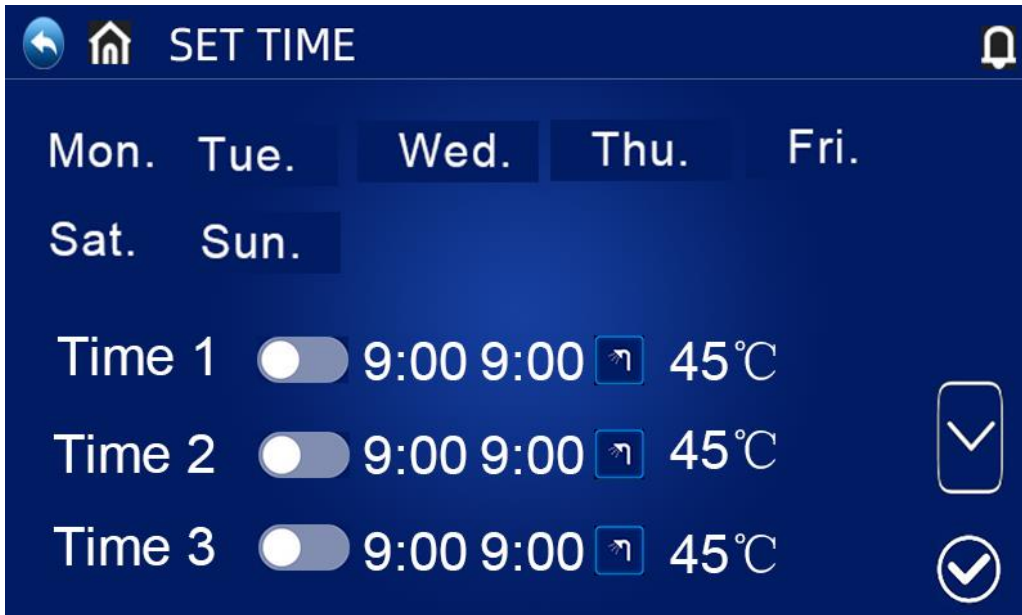 SET TIME
Mon. Tue. Wed. Thu. Fri.
Sat. Sun.
Time 1 9:00 9:00 45℃
Time 2 9:00 9:00 45℃
Time 3 9:00 9:00 45℃